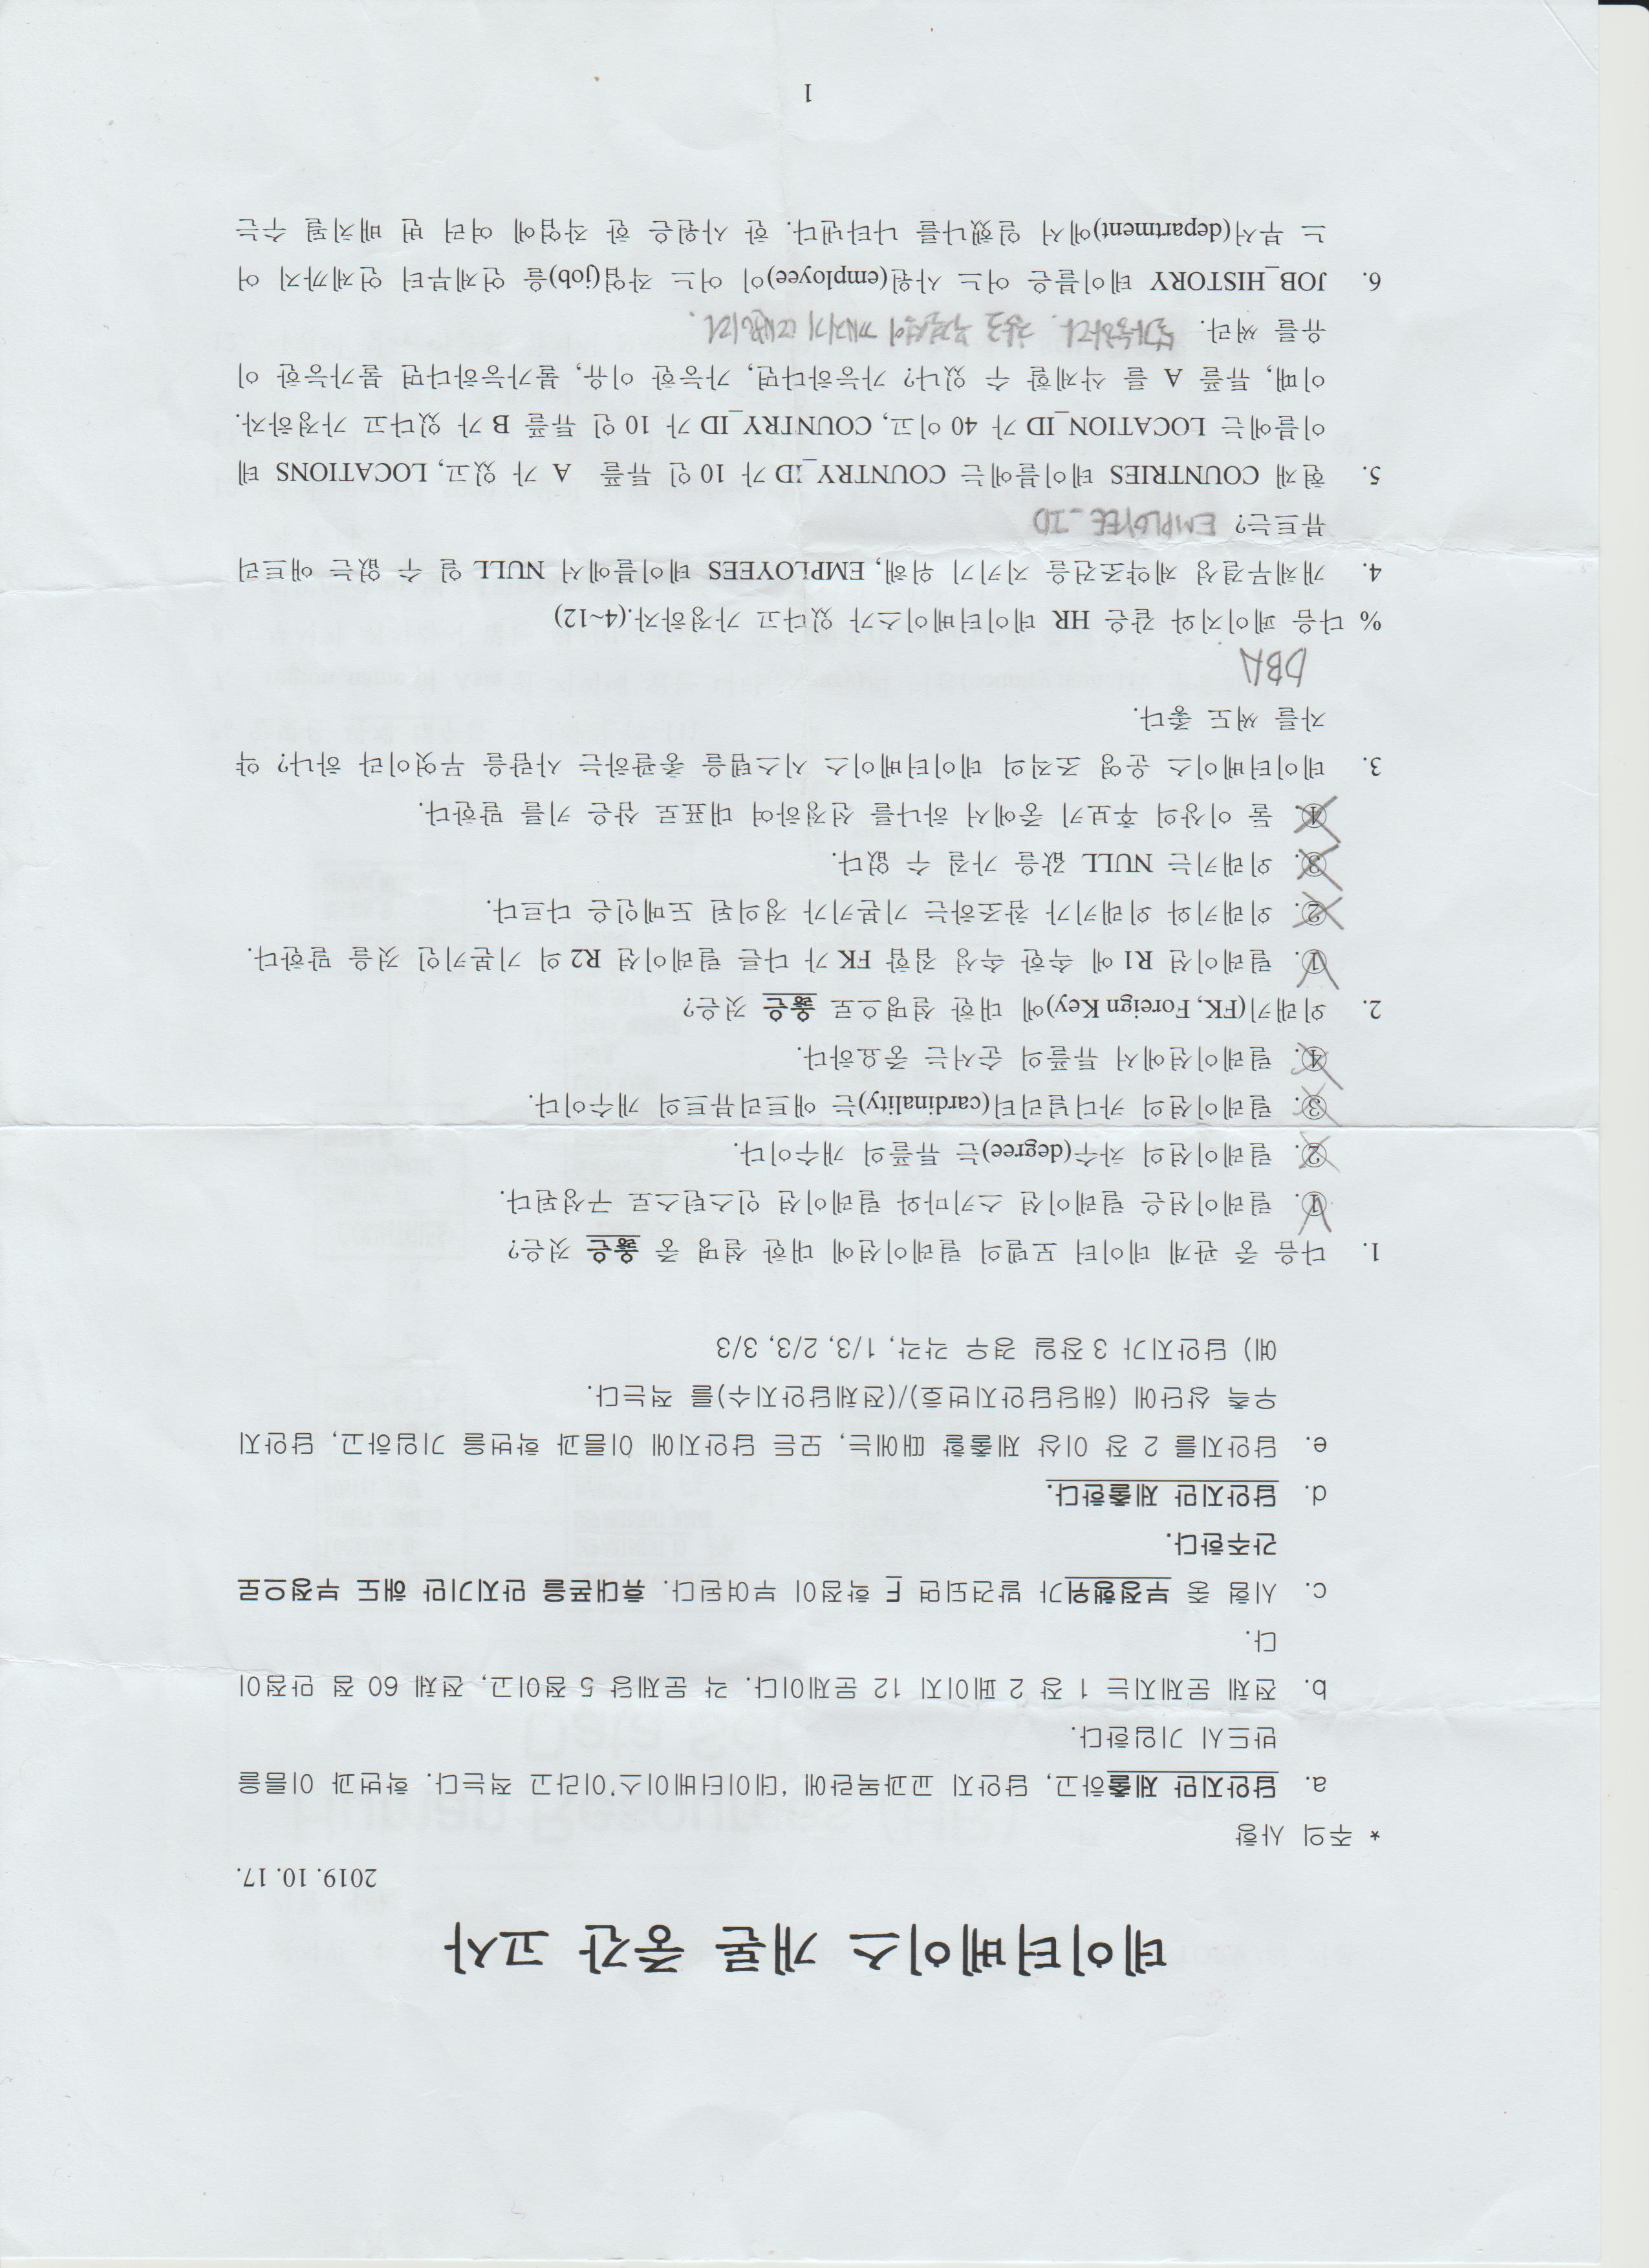 데이터베이스 개론 중간 고사
2019. 10. 17.
* 주의 사항
a. 답안지만 제출하고, 답안지 교과목란에 ‘데이터베이스’이라고 적는다. 학번과 이름을
반드시 기입한다.
b. 전체 문제지는 1 장 2 페이지 12 문제이다. 각 문제당 5 점이고, 전체 60 점 만점이
다.
c. 시험 중 부정행위가 발견되면 F 학점이 부여된다. 휴대폰을 만지기만 해도 부정으로
간주한다.
d. 답안지만 제출한다.
e. 답안지를 2 장 이상 제출할 때에는, 모든 답안지에 이름과 학번을 기입하고, 답안지
우측 상단에 (해당답안지번호)/(전체답안지수)를 적는다.
예) 답안지가 3 장일 경우 각각, 1/3, 2/3, 3/3
1. 다음 중 관계 데이터 모델의 릴레이션에 대한 설명 중 옳은 것은?
①. 릴레이션은 릴레이션 스키마와 릴레이션 인스턴스로 구성된다.
②. 릴레이션의 차수(degree)는 튜플의 개수이다.
③. 릴레이션의 카디널리티(cardinality)는 애트리뷰트의 개수이다.
④. 릴레이션에서 튜플의 순서는 중요하다.
2. 외래키(FK, Foreign Key)에 대한 설명으로 옳은 것은?
①. 릴레이션 R1 에 속한 속성 집합 FK 가 다른 릴레이션 R2 의 기본키인 것을 말한다.
②. 외래키와 외래키가 참조하는 기본키가 정의된 도메인은 다르다.
③. 외래키는 NULL 값을 가질 수 없다.
④. 둘 이상의 후보키 중에서 하나를 선정하여 대표로 삼은 키를 말한다.
3. 데이터베이스 운영 조직의 데이터베이스 시스템을 총괄하는 사람을 무엇이라 하나? 약
자를 써도 좋다.
DBA
% 다음 페이지와 같은 HR 데이터베이스가 있다고 가정하자.(4~12)
4. 개체무결성 제약조건을 지키기 위해, EMPLOYEES 테이블에서 NULL 일 수 없는 애트리
뷰트는? EMPLOYEE_ID
5. 현재 COUNTRIES 테이블에는 COUNTRY_ID 가 10 인 튜플 A 가 있고, LOCATIONS 테
이블에는 LOCATION_ID 가 40 이고, COUNTRY_ID 가 10 인 튜플 B 가 있다고 가정하자.
이때, 튜플 A 를 삭제할 수 있나? 가능하다면, 가능한 이유, 불가능하다면 불가능한 이
유를 써라. 불가능하다. 참조 무결성이 깨지기 때문이다.
6. JOB_HISTORY 테이블은 어느 사원(employee)이 어느 작업(job)을 언제부터 언제까지 어
느 부서(department)에서 일했나를 나타낸다. 한 사원은 한 작업에 여러 번 배치될 수는
1